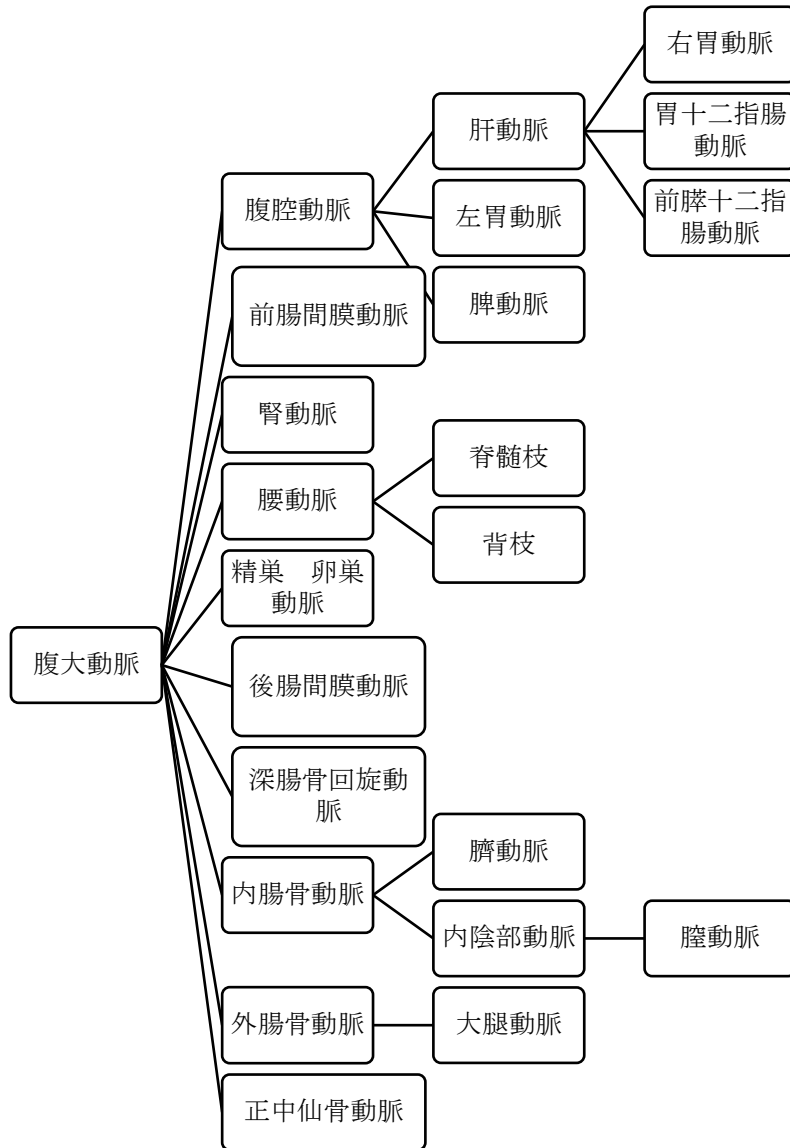 右胃動脈
胃十二指腸
動脈
前膵十二指
腸動脈
肝動脈
左胃動脈
脾動脈
腹腔動脈
前腸間膜動脈
腎動脈
腰動脈
脊髄枝
背枝
精巣　卵巣
動脈
腹大動脈
後腸間膜動脈
深腸骨回旋動
脈
内腸骨動脈
臍動脈
内陰部動脈
膣動脈
外腸骨動脈
大腿動脈
正中仙骨動脈